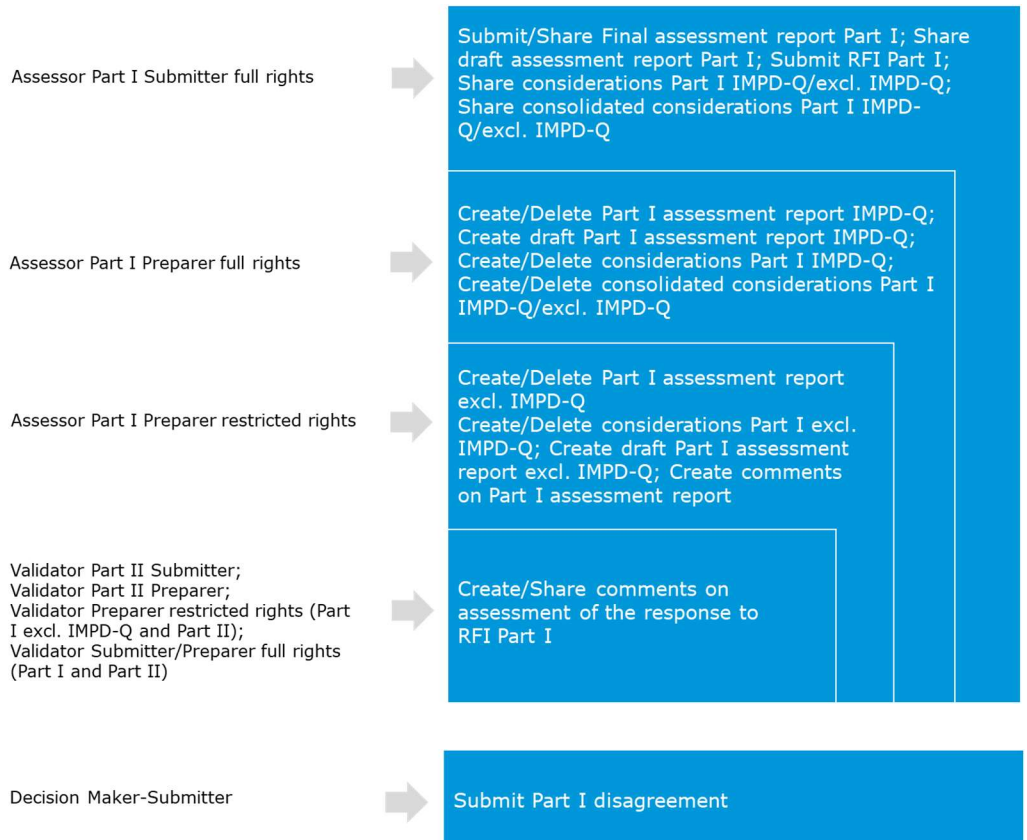 Assessor Part I Submitter full rights
Submit/Share Final assessment report Part I; Share
draft assessment report Part I; Submit RFI Part I;
Share considerations Part I IMPD-Q/excl. IMPD-Q;
Share consolidated considerations Part I IMPD-
Q/excl. IMPD-Q
Assessor Part I Preparer full rights
Create/Delete Part I assessment report IMPD-Q;
Create draft Part I assessment report IMPD-Q;
Create/Delete considerations Part I IMPD-Q;
Create/Delete consolidated considerations Part I
IMPD-Q/excl. IMPD-Q
Assessor Part I Preparer restricted rights
Create/Delete Part I assessment report
excl. IMPD-Q
Create/Delete considerations Part I excl.
IMPD-Q; Create draft Part I assessment
report excl. IMPD-Q; Create comments
on Part I assessment report
Validator Part II Submitter;
Validator Part II Preparer;
Validator Preparer restricted rights (Part
I excl. IMPD-Q and Part II);
Validator Submitter/Preparer full rights
(Part I and Part II)
Create/Share comments on
assessment of the response to
RFI Part I
Decision Maker-Submitter
Submit Part I disagreement